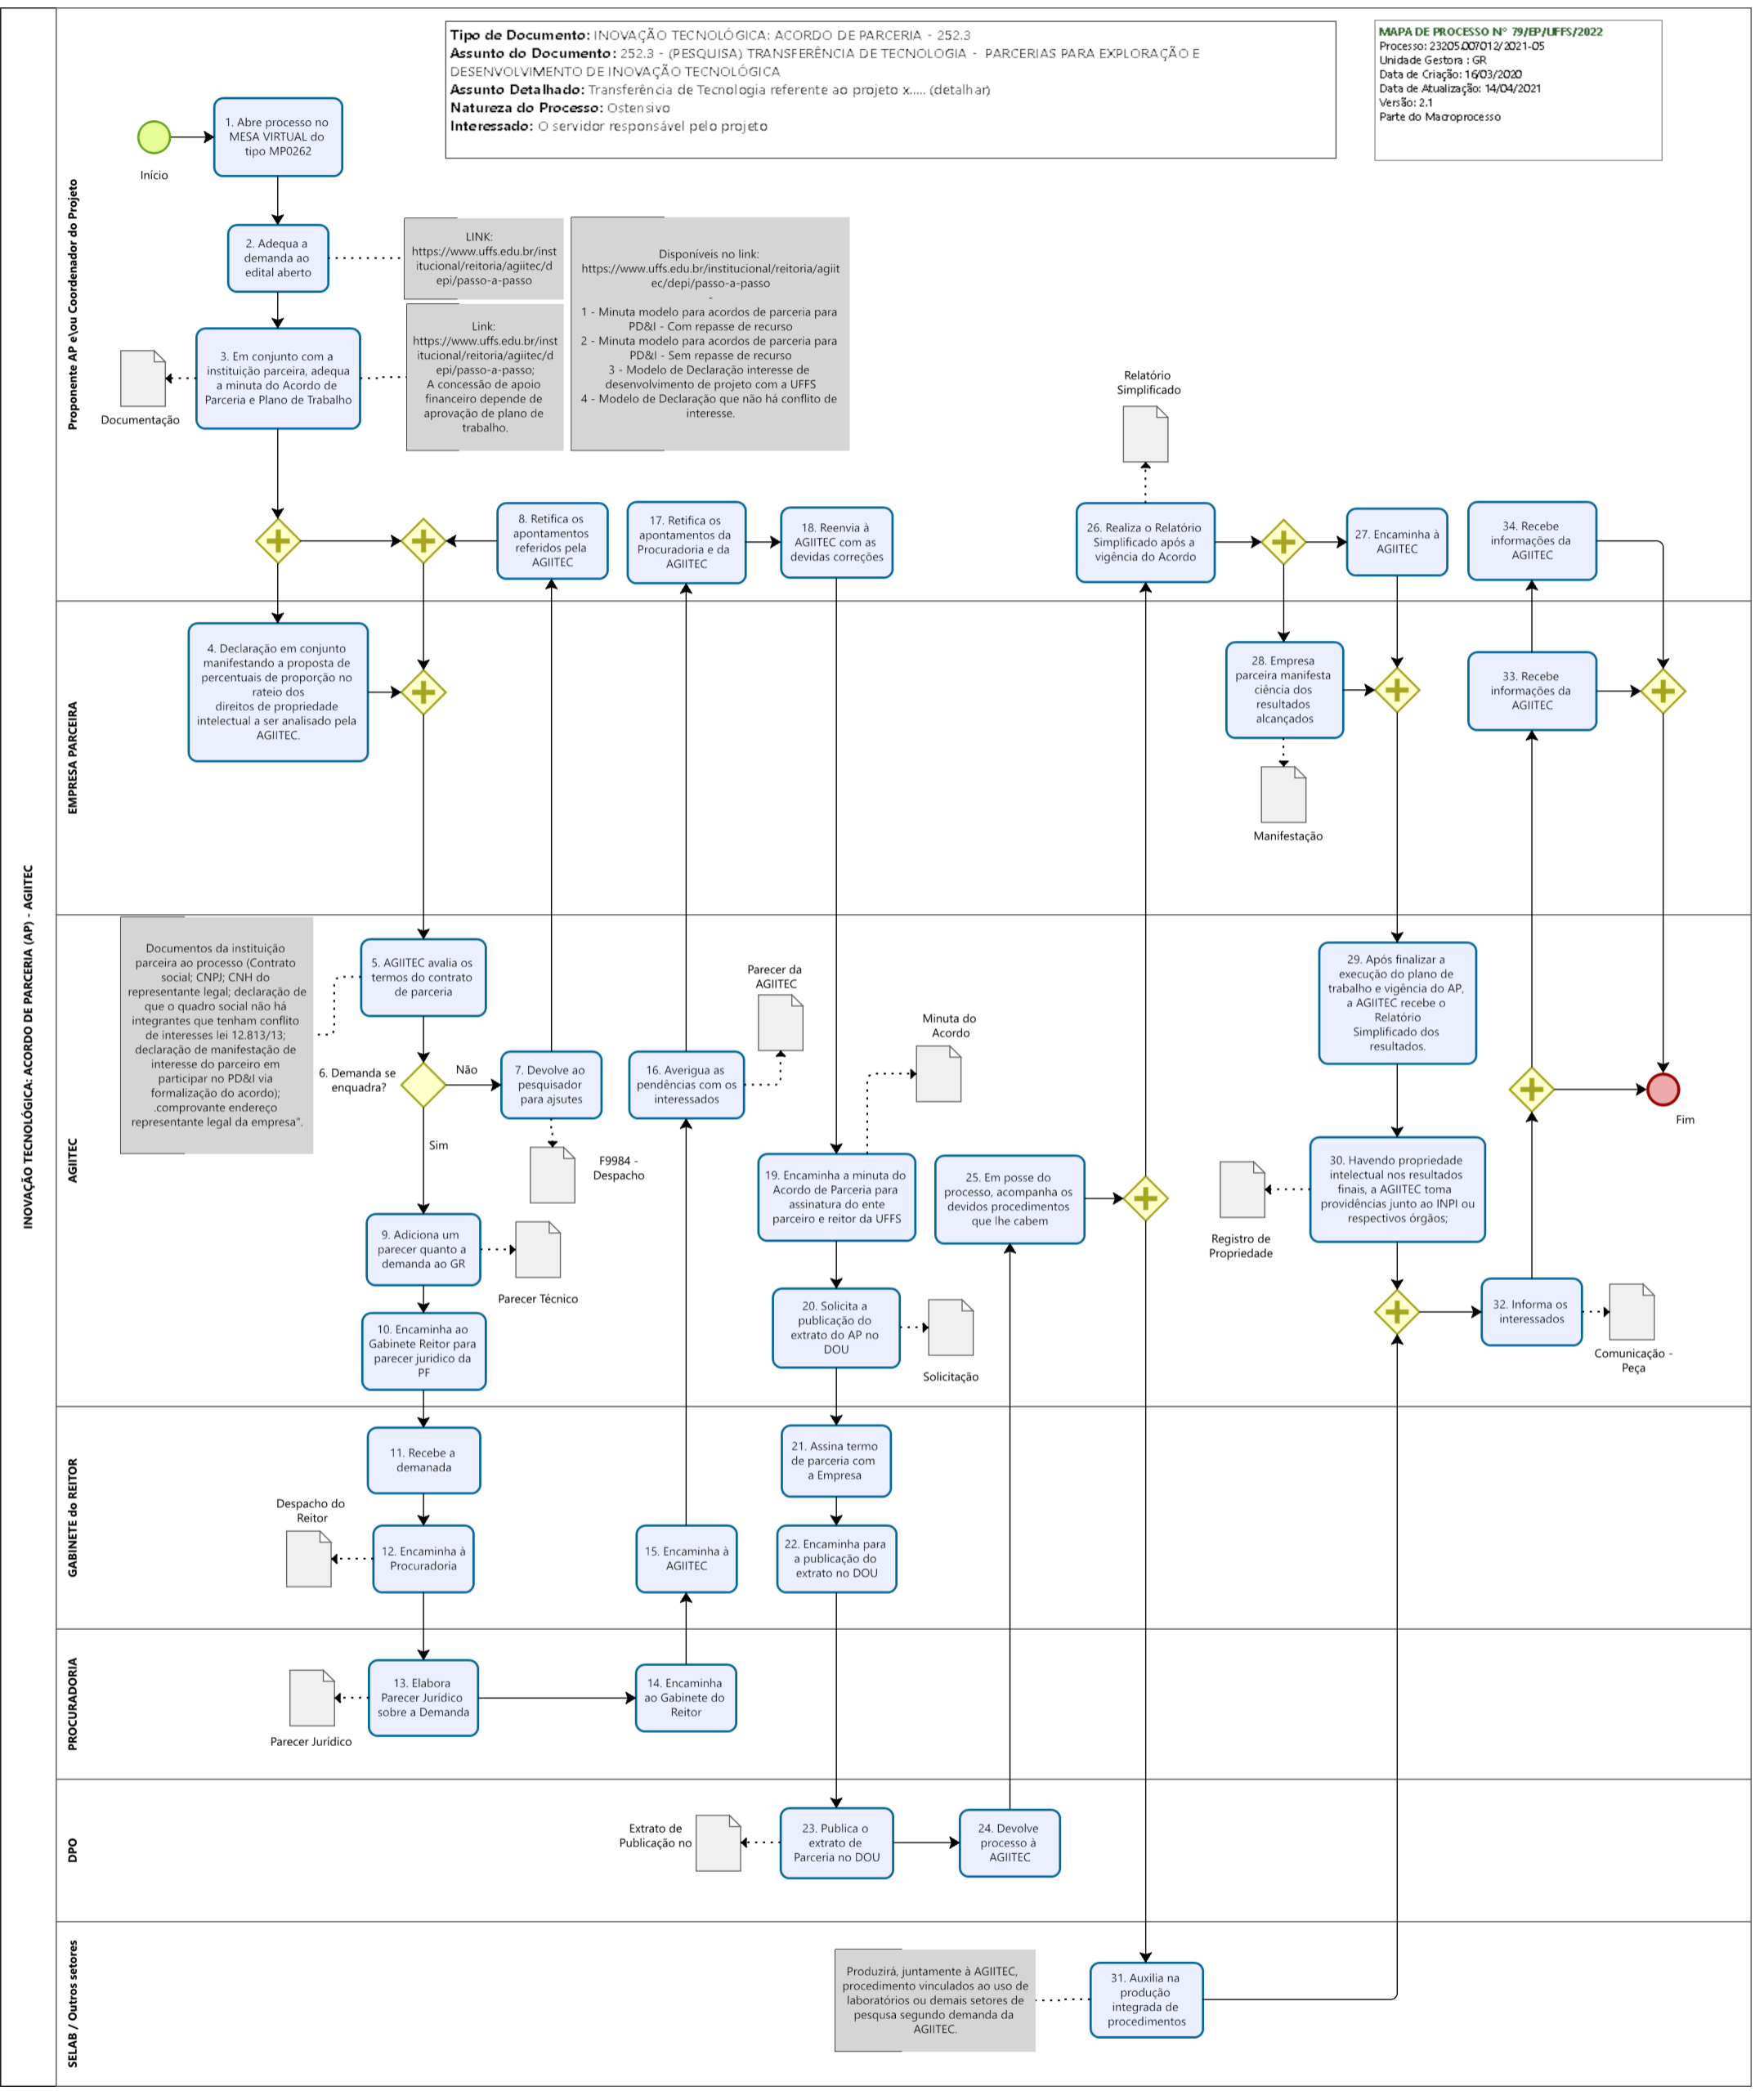 INOVAÇÃO TECNOLÓGICA: ACORDO DE PARCERIA (AP) - AGIITEC
Tipo de Documento: INOVAÇÃO TECNOLÓGICA: ACORDO DE PARCERIA - 252.3
Assunto do Documento: 252.3 - (PESQUISA) TRANSFERÊNCIA DE TECNOLOGIA - PARCERIAS PARA EXPLORAÇÃO E
DESENVOLVIMENTO DE INOVAÇÃO TECNOLÓGICA
Assunto Detalhado: Transferência de Tecnologia referente ao projeto x..... (detalhar)
Natureza do Processo: Ostensivo
Interessado: O servidor responsável pelo projeto
MAPA DE PROCESSO N° 79/EP/UFFS/2022
Processo: 23205.007012/2021-05
Unidade Gestora : GR
Data de Criação: 16/03/2020
Data de Atualização: 14/04/2021
Versão: 2.1
Parte do Macroprocesso
Proponente AP e\ou Coordenador do Projeto
Início
1. Abre processo no
MESA VIRTUAL do
tipo MP0262
2. Adequa a
demanda ao
edital aberto
LINK:
https://www.uffs.edu.br/inst
itucional/reitoria/agiitec/d
epi/passo-a-passo
Disponíveis no link:
https://www.uffs.edu.br/institucional/reitoria/agiit
ec/depi/passo-a-passo
-
1 - Minuta modelo para acordos de parceria para
PD&I - Com repasse de recurso
2 - Minuta modelo para acordos de parceria para
PD&I - Sem repasse de recurso
3 - Modelo de Declaração interesse de
desenvolvimento de projeto com a UFFS
4 - Modelo de Declaração que não há conflito de
interesse.
3. Em conjunto com a
instituição parceira, adequa
a minuta do Acordo de
Parceria e Plano de Trabalho
Documentação
Link:
https://www.uffs.edu.br/inst
itucional/reitoria/agiitec/d
epi/passo-a-passo;
A concessão de apoio
financeiro depende de
aprovação de plano de
trabalho.
Relatório
Simplificado
8. Retifica os
apontamentos
referidos pela
AGIITEC
17. Retifica os
apontamentos da
Procuradoria e da
AGIITEC
18. Reenvia à
AGIITEC com as
devidas correções
26. Realiza o Relatório
Simplificado após a
vigência do Acordo
27. Encaminha à
AGIITEC
34. Recebe
informações da
AGIITEC
EMPRESA PARCEIRA
4. Declaração em conjunto
manifestando a proposta de
percentuais de proporção no
rateio dos
direitos de propriedade
intelectual a ser analisado pela
AGIITEC.
28. Empresa
parceira manifesta
ciência dos
resultados
alcançados
Manifestação
33. Recebe
informações da
AGIITEC
AGIITEC
Documentos da instituição
parceira ao processo (Contrato
social; CNPJ; CNH do
representante legal; declaração de
que o quadro social não há
integrantes que tenham conflito
de interesses lei 12.813/13;
declaração de manifestação de
interesse do parceiro em
participar no PD&I via
formalização do acordo);
.comprovante endereço
representante legal da empresa".
5. AGIITEC avalia os
termos do contrato
de parceria
6. Demanda se
enquadra?
Não
Sim
7. Devolve ao
pesquisador
para ajsutes
F9984 -
Despacho
16. Averigua as
pendências com os
interessados
Parecer da
AGIITEC
Minuta do
Acordo
9. Adiciona um
parecer quanto a
demanda ao GR
Parecer Técnico
10. Encaminha ao
Gabinete Reitor para
parecer juridico da
PF
19. Encaminha a minuta do
Acordo de Parceria para
assinatura do ente
parceiro e reitor da UFFS
20. Solicita a
publicação do
extrato do AP no
DOU
Solicitação
25. Em posse do
processo, acompanha os
devidos procedimentos
que lhe cabem
29. Após finalizar a
execução do plano de
trabalho e vigência do AP,
a AGIITEC recebe o
Relatório
Simplificado dos
resultados.
30. Havendo propriedade
intelectual nos resultados
finais, a AGIITEC toma
providências junto ao INPI ou
respectivos órgãos;
Registro de
Propriedade
32. Informa os
interessados
Comunicação -
Peça
Fim
GABINETE do REITOR
11. Recebe a
demanada
Despacho do
Reitor
12. Encaminha à
Procuradoria
15. Encaminha à
AGIITEC
21. Assina termo
de parceria com
a Empresa
22. Encaminha para
a publicação do
extrato no DOU
PROCURADORIA
13. Elabora
Parecer Jurídico
sobre a Demanda
Parecer Jurídico
14. Encaminha
ao Gabinete do
Reitor
DPO
Extrato de
Publicação no
23. Publica o
extrato de
Parceria no DOU
24. Devolve
processo à
AGIITEC
SELAB / Outros setores
Produzirá, juntamente à AGIITEC,
procedimento vinculados ao uso de
laboratórios ou demais setores de
pesqusa segundo demanda da
AGIITEC.
31. Auxilia na
produção
integrada de
procedimentos